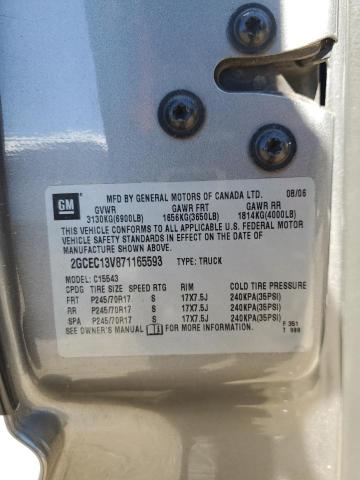 GM
MFD BY GENERAL MOTORS OF CANADA LTD. 08/06
GVWR GAWR FRT GAWR RR
3130KG(6900LB) 1656KG(3650LB) 1814KG(4000LB)
THIS VEHICLE CONFORMS TO ALL APPLICABLE U.S. FEDERAL MOTOR
VEHICLE SAFETY STANDARDS IN EFFECT ON THE DATE OF
MANUFACTURE SHOWN ABOVE.
2GCEC13V871165593 TYPE: TRUCK
MODEL: C15543
CPDG TIRE SIZE SPEED RTG RIM COLD TIRE PRESSURE
FRT P245/70R17 S 17X7.5J 240KPA(35PSI)
RR P245/70R17 S 17X7.5J 240KPA(35PSI)
SPA P245/70R17 S 17X7.5J 240KPA(35PSI)
SEE OWNER'S MANUAL FOR MORE INFORMATION.
F 351
T 988